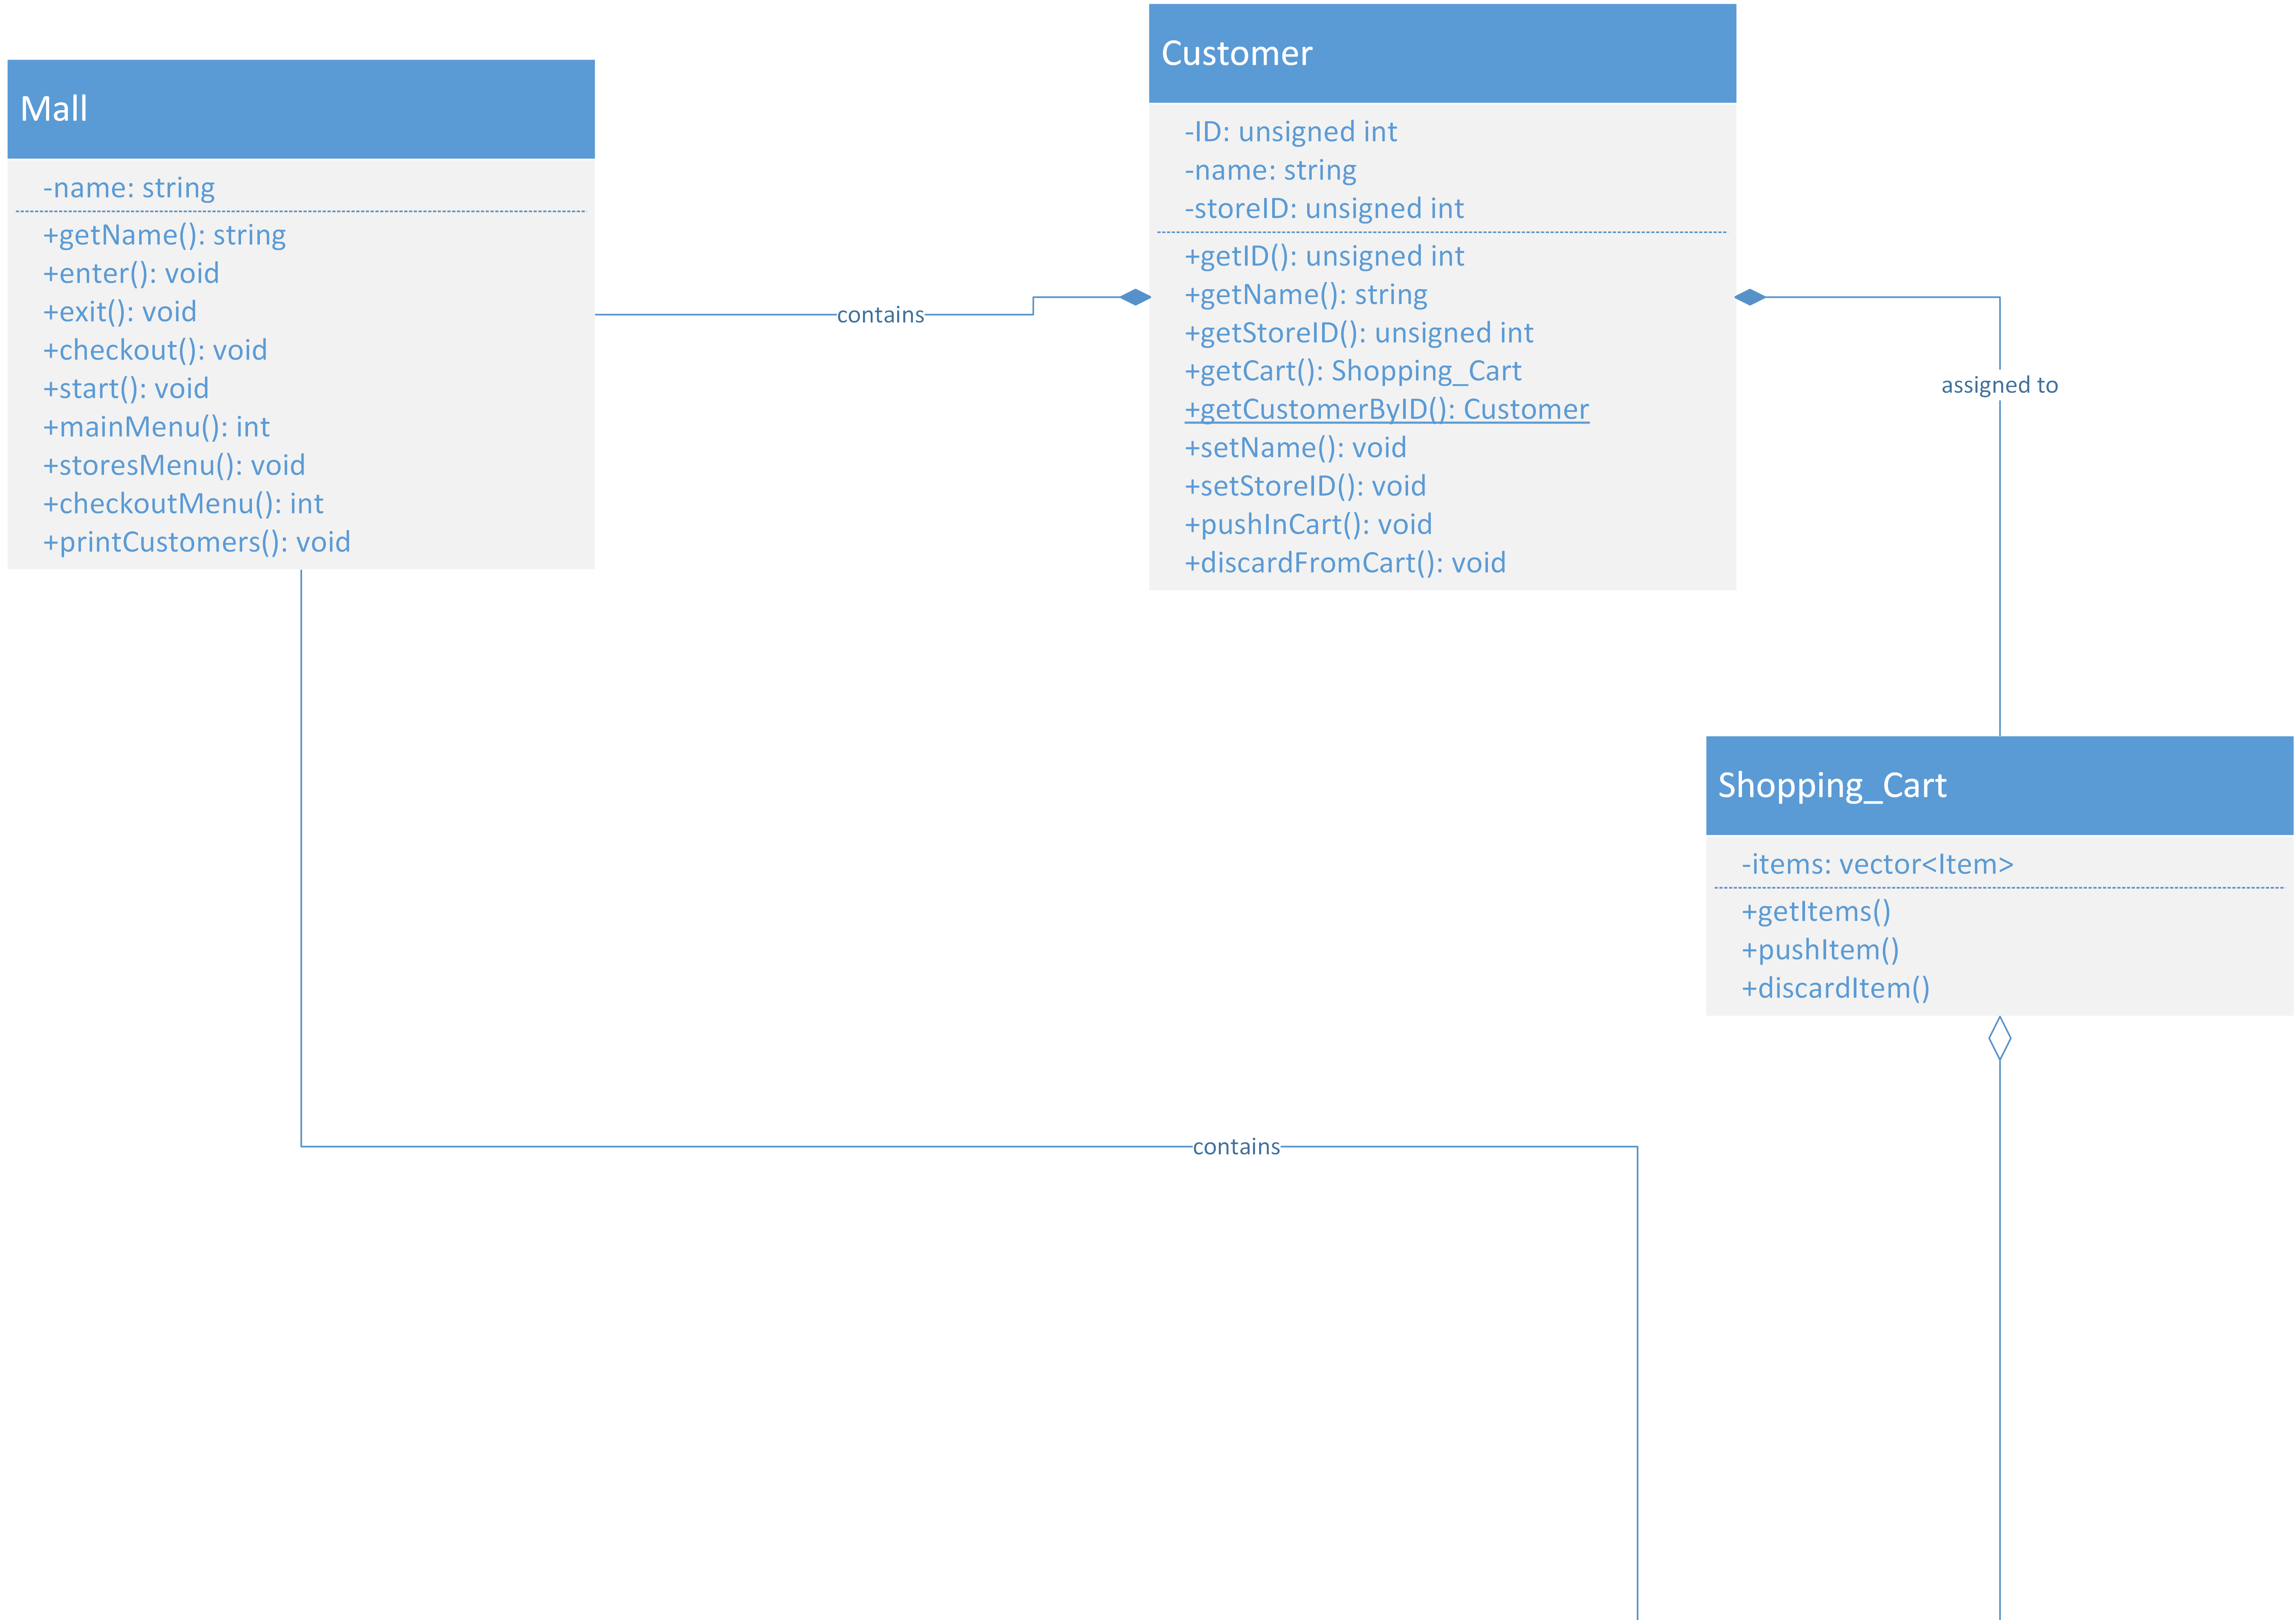 Mall
-name: string
+getName(): string
+enter(): void
+exit(): void
+checkout(): void
+start(): void
+mainMenu(): int
+storesMenu(): void
+checkoutMenu(): int
+printCustomers(): void
contains
Customer
-ID: unsigned int
-name: string
-storeID: unsigned int
+getID(): unsigned int
+getName(): string
+getStoreID(): unsigned int
+getCart(): Shopping_Cart
+getCustomerByID(): Customer
+setName(): void
+setStoreID(): void
+pushInCart(): void
+discardFromCart(): void
assigned to
Shopping_Cart
-items: vector<Item>
+getItems()
+pushItem()
+discardItem()
contains